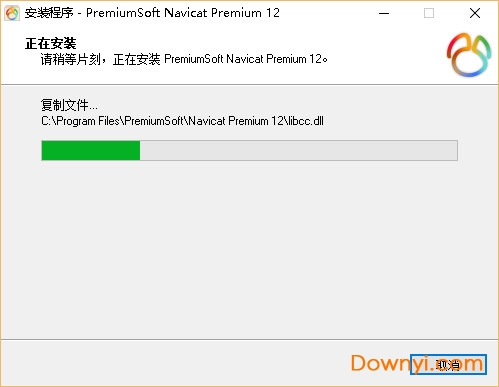 安装程序 - PremiumSoft Navicat Premium 12
正在安装
请稍等片刻，正在安装 PremiumSoft Navicat Premium 12。
复制文件...
C:\Program Files\PremiumSoft\Navicat Premium 12\libcc.dll
Downyi.com
取消